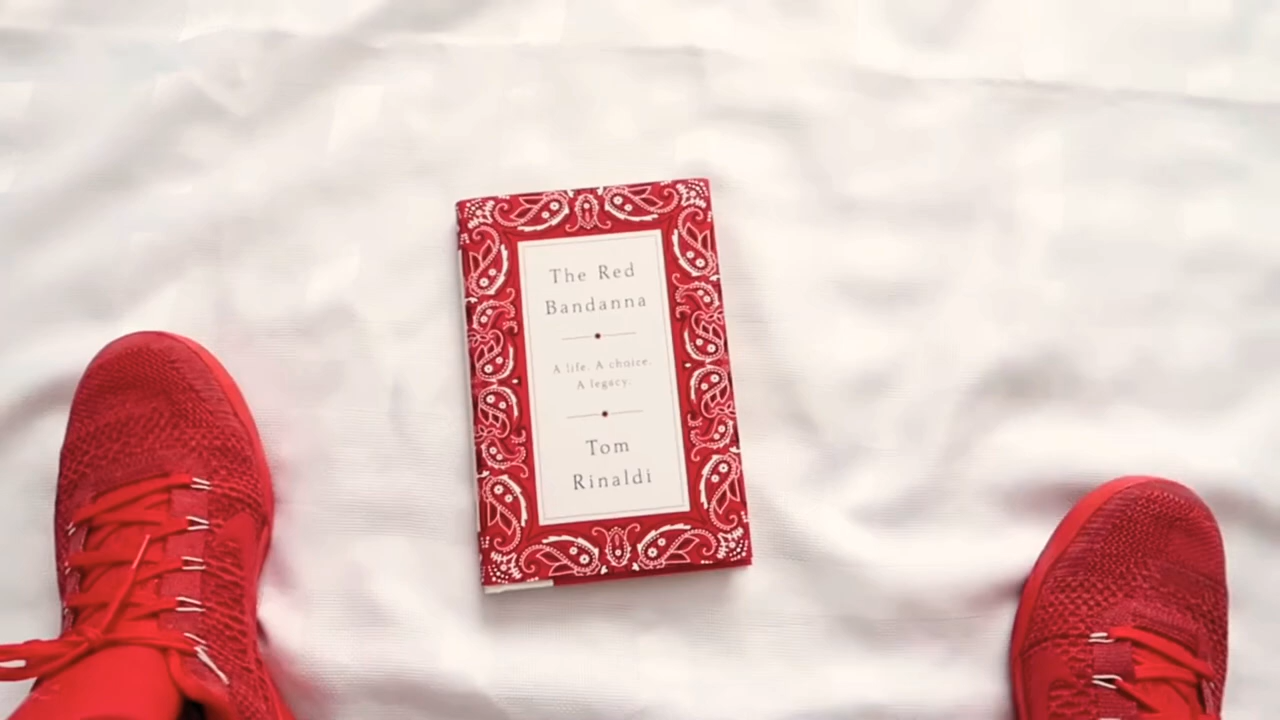 The Red
Bandanna
A life. A choice.
A legacy.
Tom
Rinaldi